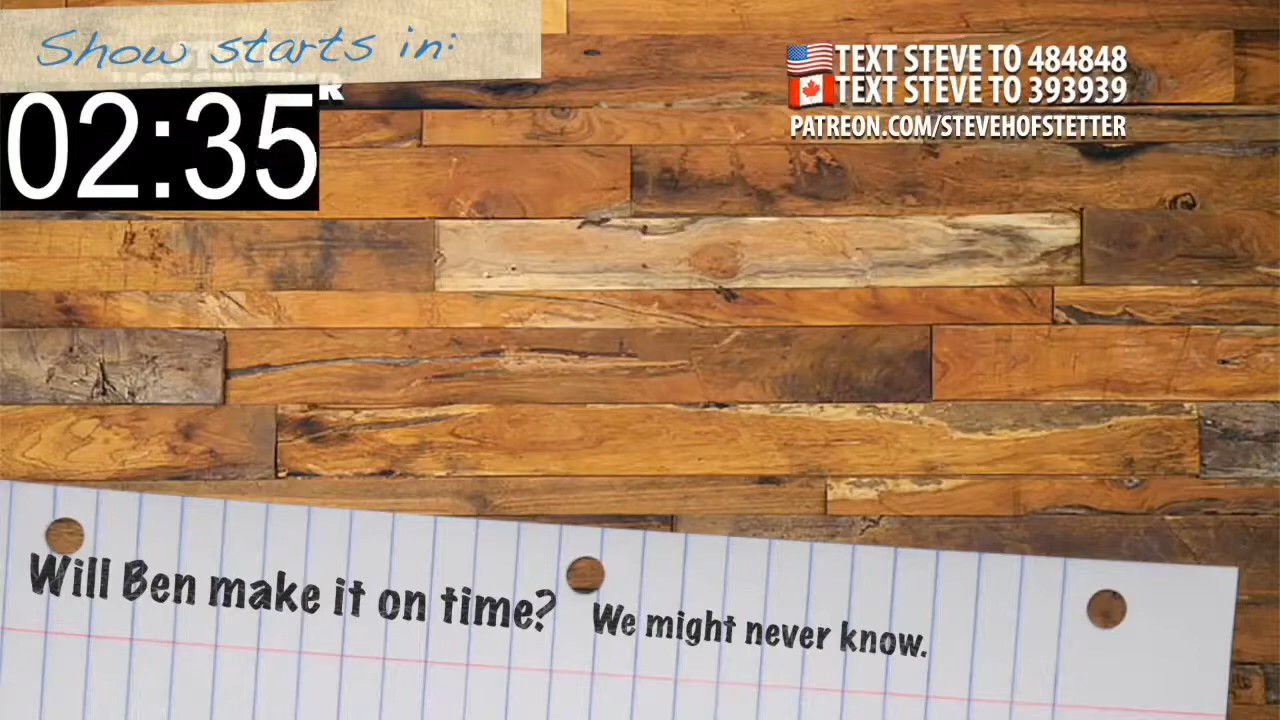 Show starts in:
02:35
TEXT STEVE TO 484848
TEXT STEVE TO 393939
PATREON.COM/STEVEHOFSTETTER
Will Ben make it on time?
We might never know.